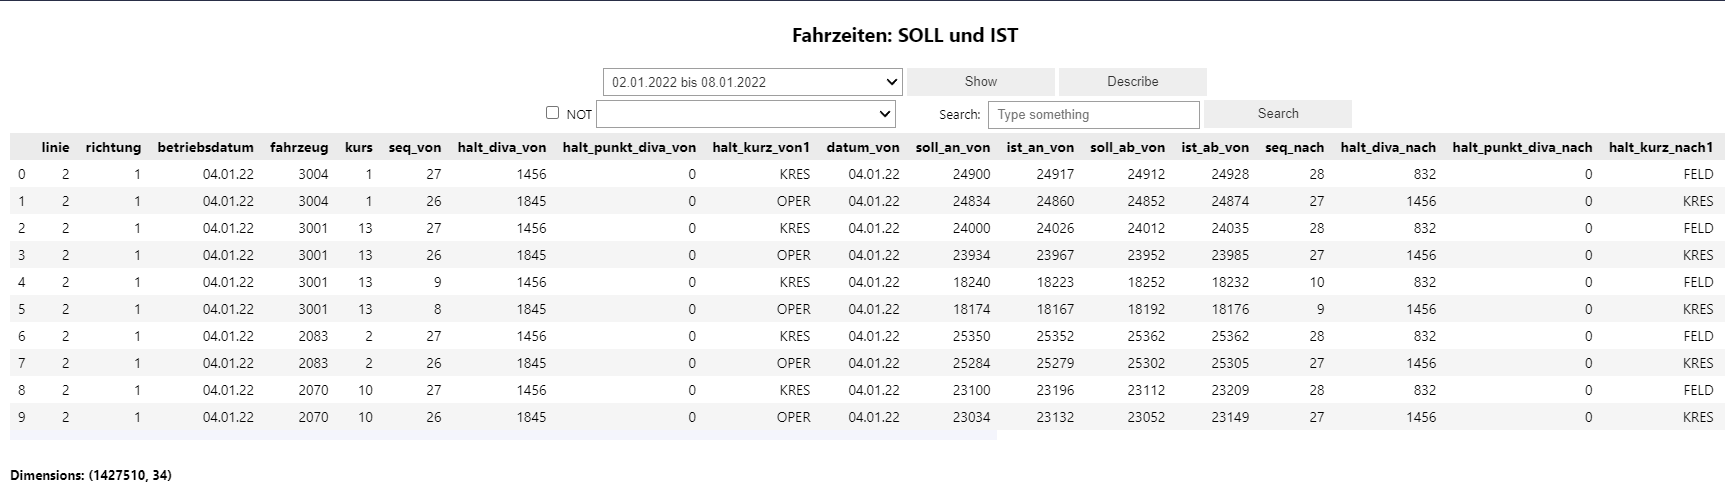 Fahrzeiten: SOLL und IST
02.01.2022 bis 08.01.2022 Show Describe
NOT Search: Type something Search
linie richtung betriebsdatum fahrzeug kurs seq_von halt_diva_von halt_punkt_diva_von halt_kurz_von1 datum_von soll_an_von ist_an_von soll_ab_von ist_ab_von seq_nach halt_diva_nach halt_punkt_diva_nach halt_kurz_nach1
0 2 1 04.01.22 3004 1 27 1456 0 KRES 04.01.22 24900 24917 24912 24928 28 832 0 FELD
1 2 1 04.01.22 3004 1 26 1845 0 OPER 04.01.22 24834 24860 24852 24874 27 1456 0 KRES
2 2 1 04.01.22 3001 13 27 1456 0 KRES 04.01.22 24000 24026 24012 24035 28 832 0 FELD
3 2 1 04.01.22 3001 13 26 1845 0 OPER 04.01.22 23934 23967 23952 23985 27 1456 0 KRES
4 2 1 04.01.22 3001 13 9 1456 0 KRES 04.01.22 18240 18223 18252 18232 10 832 0 FELD
5 2 1 04.01.22 3001 13 8 1845 0 OPER 04.01.22 18174 18167 18192 18176 9 1456 0 KRES
6 2 1 04.01.22 2083 2 27 1456 0 KRES 04.01.22 25350 25352 25362 25362 28 832 0 FELD
7 2 1 04.01.22 2083 2 26 1845 0 OPER 04.01.22 25284 25279 25302 25305 27 1456 0 KRES
8 2 1 04.01.22 2070 10 27 1456 0 KRES 04.01.22 23100 23196 23112 23209 28 832 0 FELD
9 2 1 04.01.22 2070 10 26 1845 0 OPER 04.01.22 23034 23132 23052 23149 27 1456 0 KRES
Dimensions: (1427510, 34)